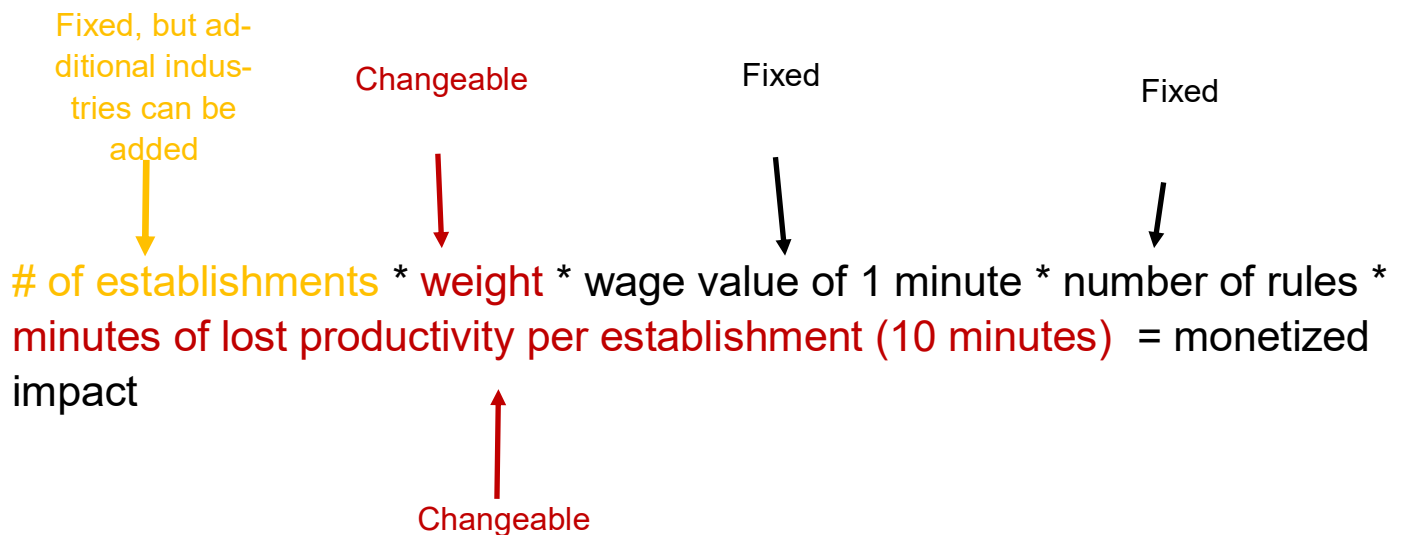 Fixed, but ad-
ditional indus-
tries can be
added
Changeable
Fixed
Fixed
# of establishments * weight * wage value of 1 minute * number of rules *
minutes of lost productivity per establishment (10 minutes)  = monetized
impact
Changeable